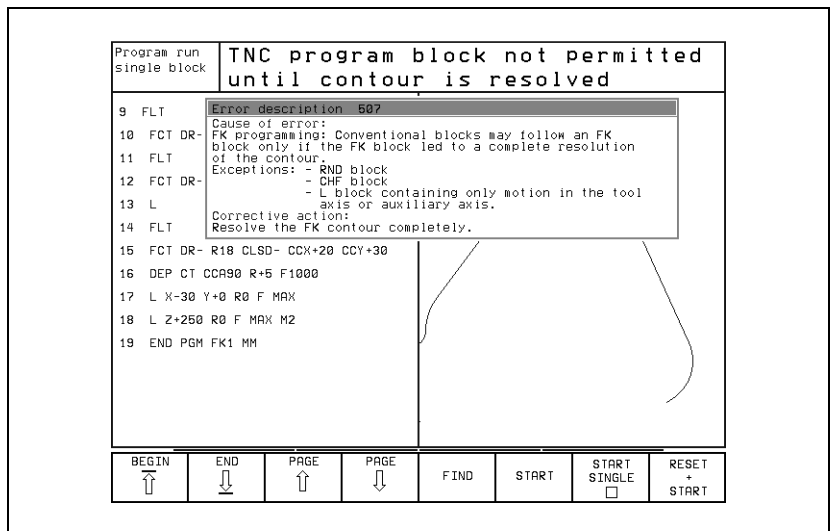 Program run
single block
TNC program block not permitted
until contour is resolved
9 FLT
10 FCT DR-
11 FLT
12 FCT DR-
13 L
14 FLT
15 FCT DR- R18 CLSD- CCX+20 CCY+30
16 DEP CT CCA90 R+5 F1000
17 L X-30 Y+0 R0 F MAX
18 L Z+250 R0 F MAX M2
19 END PGM FK1 MM
Error description 507
Cause of error:
FK programming: Conventional blocks may follow an FK
block only if the FK block led to a complete resolution
of the contour.
Exceptions: - RND block
- CHF block
- L block containing only motion in the tool
axis or auxiliary axis.
Corrective action:
Resolve the FK contour completely.
BEGIN
END
PAGE
PAGE
FIND
START
START
SINGLE
RESET
+
START